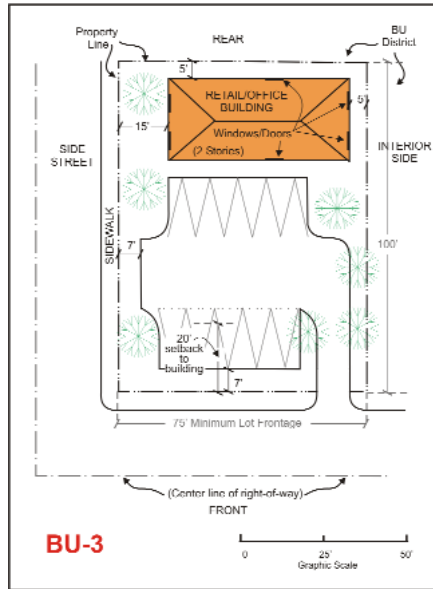 REAR
Property
Line
BU
District
5'
RETAIL/OFFICE
BUILDING
5'
15'
Windows/Doors
(2 Stories)
SIDE
STREET
INTERIOR
SIDE
SIDEWALK
7'
100'
20'
setback
to
building
7'
75' Minimum Lot Frontage
(Center line of right-of-way)
FRONT
BU-3
0 25' 50'
Graphic Scale